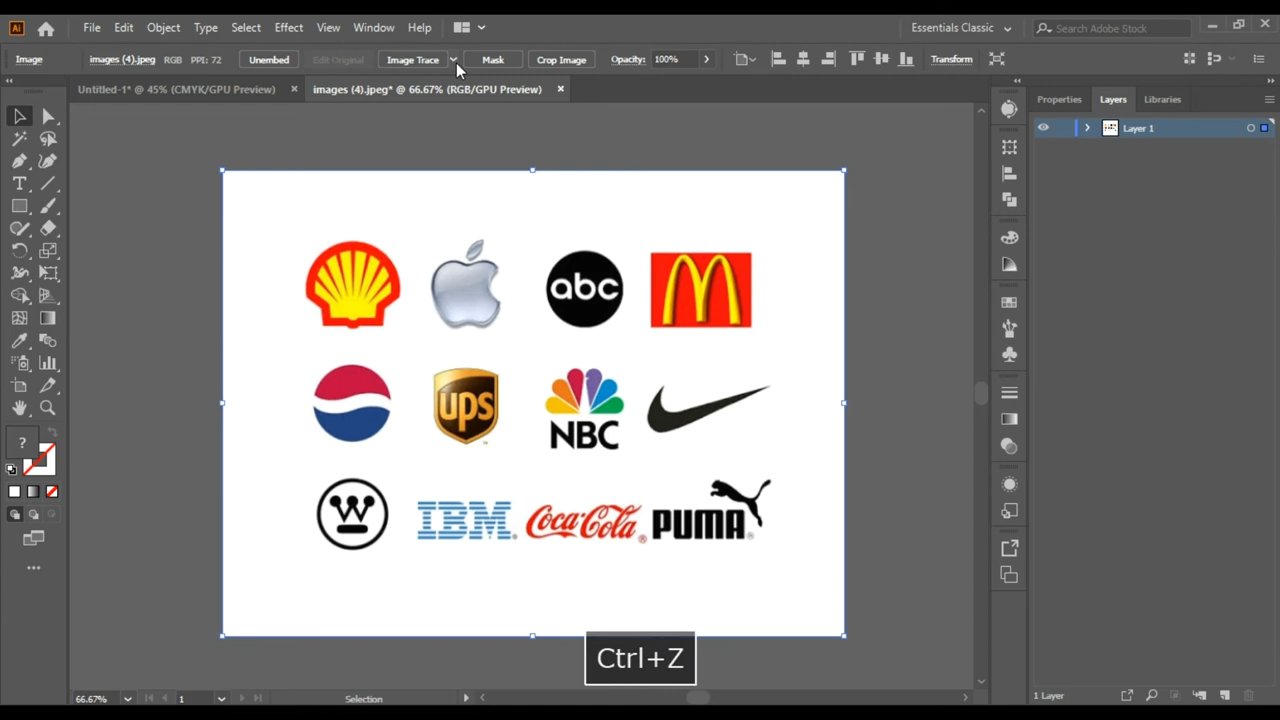 Ai File Edit Object Type Select Effect View Window Help Essentials Classic Search Adobe Stock
Image images (4).jpeg RGB PPI: 72 Unembed Edit Original Image Trace Mask Crop Image Opacity: 100% Transform
Untitled-1* @ 45% (CMYK/GPU Preview) × images (4).jpeg* @ 66.67% (RGB/GPU Preview) ×
Properties Layers Libraries
Layer 1
abc M
ups NBC
W IBM® Coca-Cola® PUMA®
Ctrl+Z
66.67% 1 Selection 1 Layer